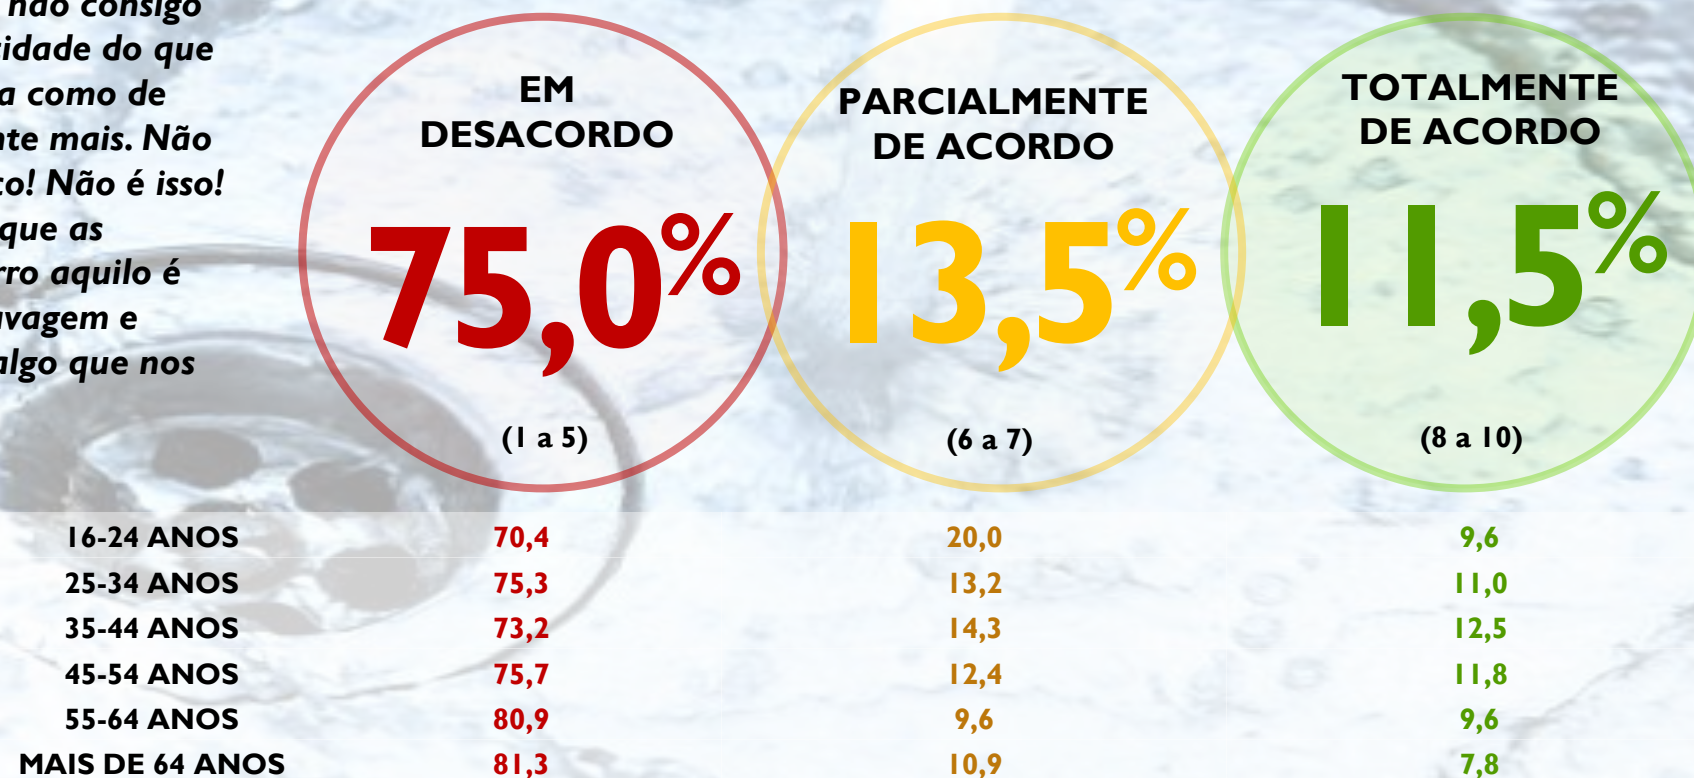 não consigo
cidade do que
a como de
nte mais. Não
co! Não é isso!
que as
rro aquilo é
avagem e
algo que nos
EM
DESACORDO
75,0%
(1 a 5)
PARCIALMENTE
DE ACORDO
13,5%
(6 a 7)
TOTALMENTE
DE ACORDO
11,5%
(8 a 10)
16-24 ANOS 70,4 20,0 9,6
25-34 ANOS 75,3 13,2 11,0
35-44 ANOS 73,2 14,3 12,5
45-54 ANOS 75,7 12,4 11,8
55-64 ANOS 80,9 9,6 9,6
MAIS DE 64 ANOS 81,3 10,9 7,8